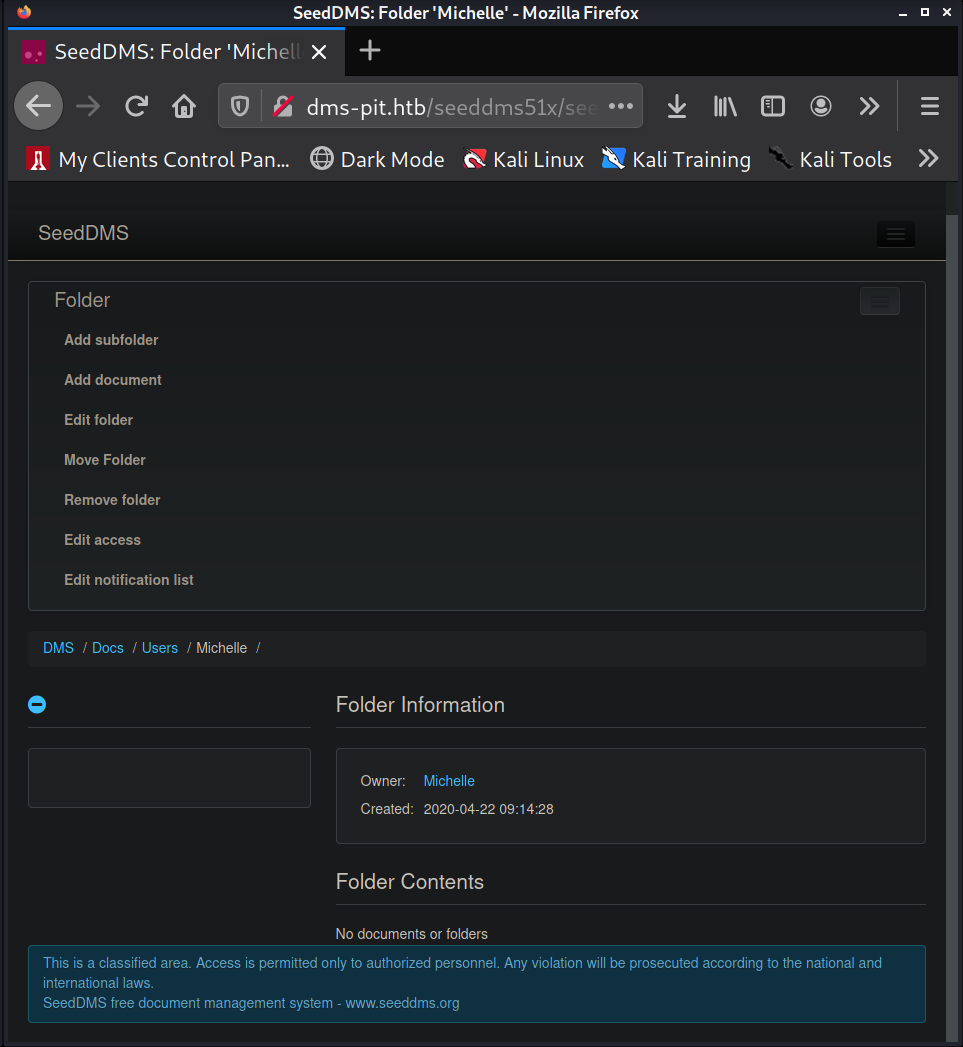 SeedDMS: Folder 'Michelle' - Mozilla Firefox
SeedDMS: Folder 'Michell
dms-pit.htb/seeddms51x/see
My Clients Control Pan... Dark Mode Kali Linux Kali Training Kali Tools
SeedDMS
Folder
Add subfolder
Add document
Edit folder
Move Folder
Remove folder
Edit access
Edit notification list
DMS / Docs / Users / Michelle /
Folder Information
Owner: Michelle
Created: 2020-04-22 09:14:28
Folder Contents
No documents or folders
This is a classified area. Access is permitted only to authorized personnel. Any violation will be prosecuted according to the national and
international laws.
SeedDMS free document management system - www.seeddms.org